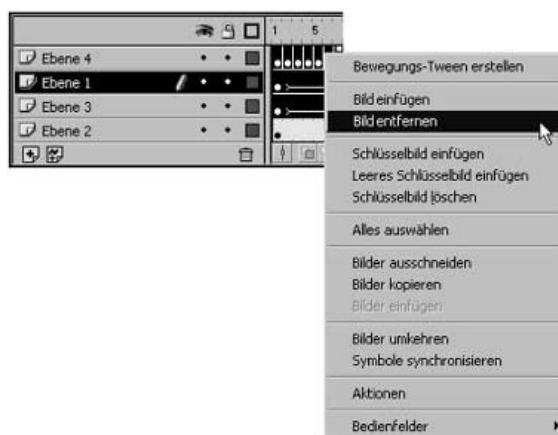 1 5
Ebene 4
Ebene 1
Ebene 3
Ebene 2
1
Bewegungs-Tween erstellen
Bild einfügen
Bild entfernen
Schlüsselbild einfügen
Leeres Schlüsselbild einfügen
Schlüsselbild löschen
Alles auswählen
Bilder ausschneiden
Bilder kopieren
Bilder einfügen
Bilder umkehren
Symbole synchronisieren
Aktionen
Bedienfelder